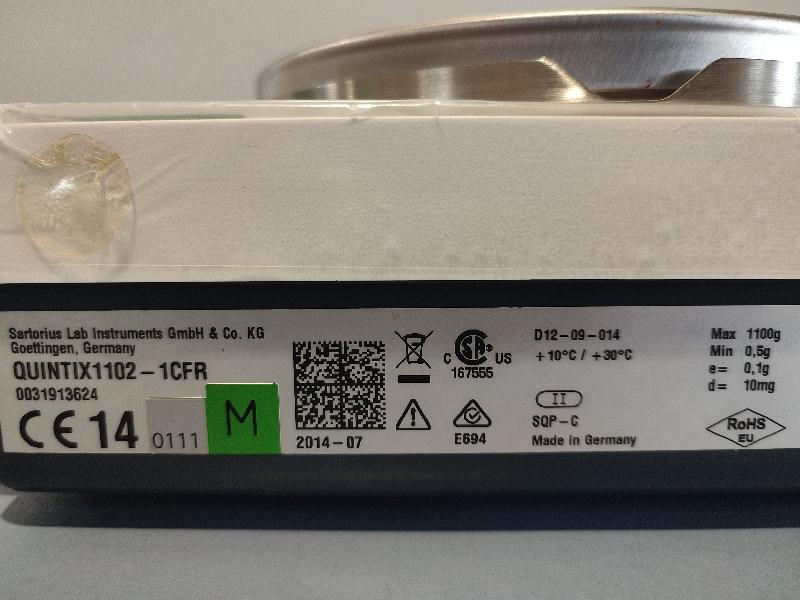 Sartorius Lab Instruments GmbH & Co. KG
Goettingen, Germany
QUINTIX1102-1CFR
0031913624
CE 14 0111 M
2014-07
C SA US
167555
E694
D12-09-014
+10°C / +30°C
II
SQP-C
Made in Germany
Max 1100g
Min 0,5g
e= 0,1g
d= 10mg
RoHS
EU